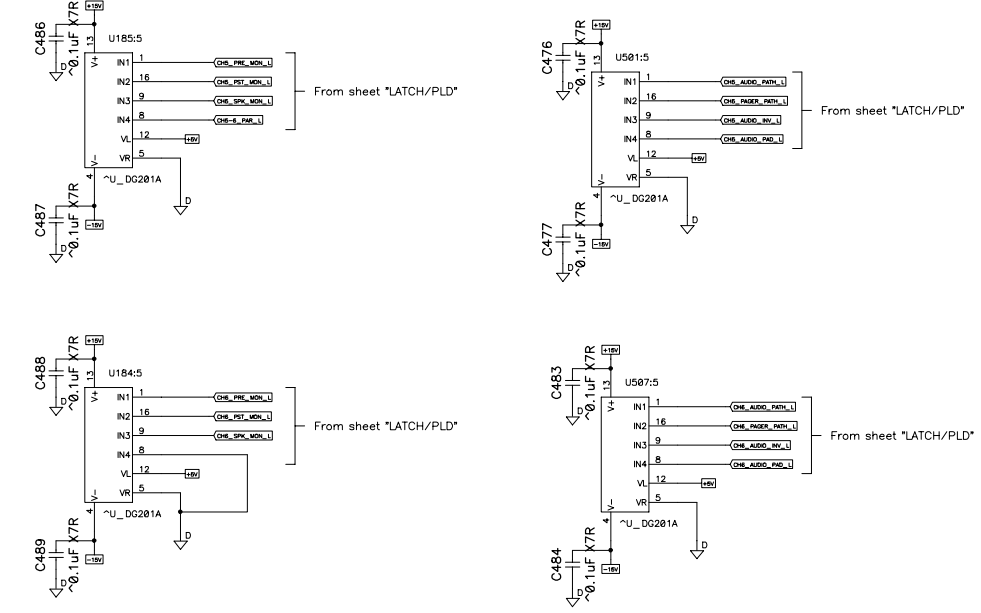 C486
~0.1uF X7R
+15V
U185:5
13
V+
IN1 1 CH5_PRE_MON_L
IN2 16 CH5_PST_MON_L
IN3 9 CH5_SPK_MON_L
IN4 8 CH5-6_PAR_L
VL 12 +5V
VR 5
V-
4
^U_DG201A
D
D
From sheet "LATCH/PLD"
C487
~0.1uF X7R
-15V
D
C476
~0.1uF X7R
+15V
U501:5
13
V+
IN1 1 CH5_AUDIO_PATH_L
IN2 16 CH5_PAGER_PATH_L
IN3 9 CH5_AUDIO_INV_L
IN4 8 CH5_AUDIO_PAD_L
VL 12 +5V
VR 5
V-
4
^U_DG201A
D
D
From sheet "LATCH/PLD"
C477
~0.1uF X7R
-15V
D
C488
~0.1uF X7R
+15V
U184:5
13
V+
IN1 1 CH6_PRE_MON_L
IN2 16 CH6_PST_MON_L
IN3 9 CH6_SPK_MON_L
IN4 8
VL 12 +5V
VR 5
V-
4
^U_DG201A
D
D
From sheet "LATCH/PLD"
C489
~0.1uF X7R
-15V
D
C483
~0.1uF X7R
+15V
U507:5
13
V+
IN1 1 CH6_AUDIO_PATH_L
IN2 16 CH6_PAGER_PATH_L
IN3 9 CH6_AUDIO_INV_L
IN4 8 CH6_AUDIO_PAD_L
VL 12 +5V
VR 5
V-
4
^U_DG201A
D
D
From sheet "LATCH/PLD"
C484
~0.1uF X7R
-15V
D